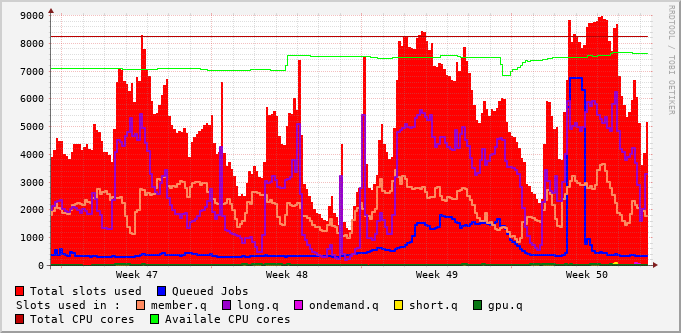 9000
8000
7000
6000
5000
4000
3000
2000
1000
0
Week 47 Week 48 Week 49 Week 50
RRDTOOL / TOBI OETIKER
Total slots used Queued Jobs
Slots used in : member.q long.q ondemand.q short.q gpu.q
Total CPU cores Availale CPU cores